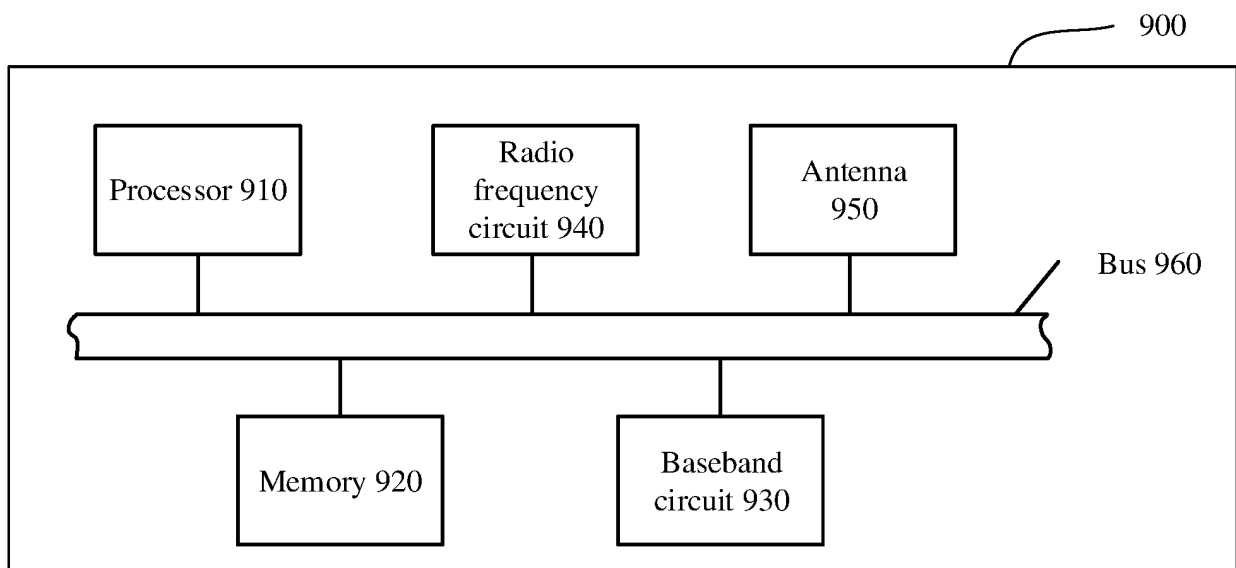 900
Processor 910
Radio
frequency
circuit 940
Antenna
950
Bus 960
Memory 920
Baseband
circuit 930